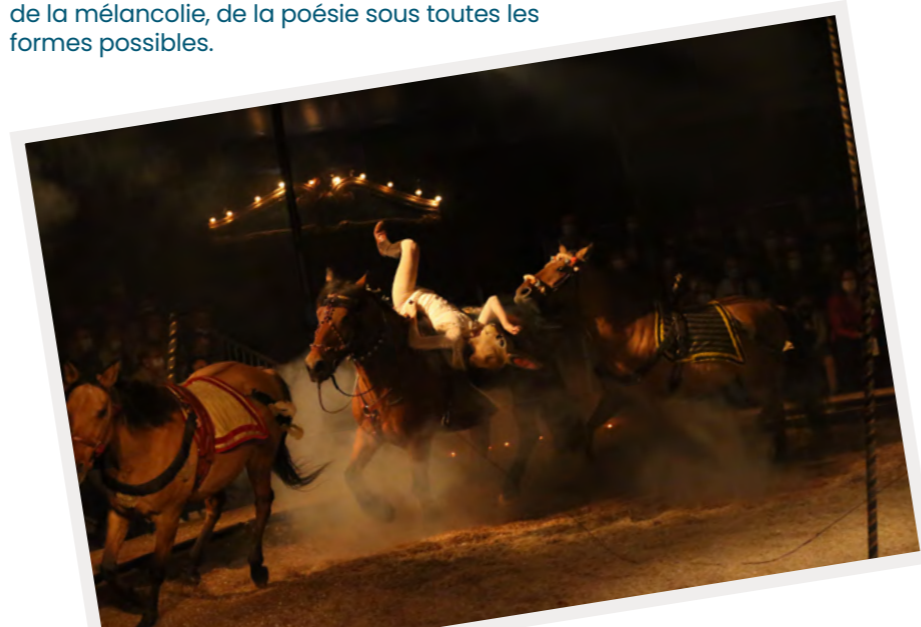 de la mélancolie, de la poésie sous toutes les
formes possibles.